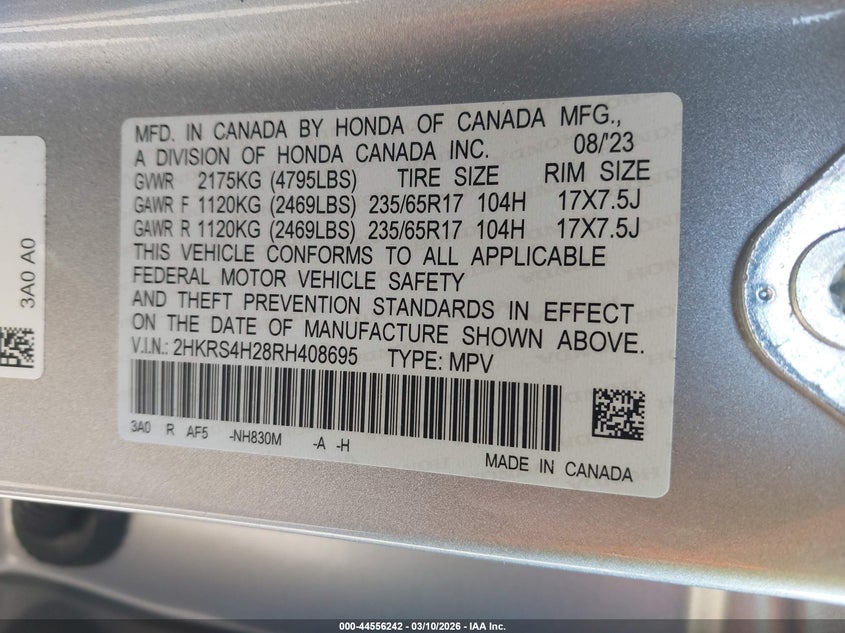 MFD. IN CANADA BY HONDA OF CANADA MFG.,
A DIVISION OF HONDA CANADA INC. 08/'23
GVWR 2175KG (4795LBS) TIRE SIZE RIM SIZE
GAWR F 1120KG (2469LBS) 235/65R17 104H 17X7.5J
GAWR R 1120KG (2469LBS) 235/65R17 104H 17X7.5J
THIS VEHICLE CONFORMS TO ALL APPLICABLE
FEDERAL MOTOR VEHICLE SAFETY
AND THEFT PREVENTION STANDARDS IN EFFECT
ON THE DATE OF MANUFACTURE SHOWN ABOVE.
V.I.N.: 2HKRS4H28RH408695 TYPE: MPV
3A0 R AF5 -NH830M -A -H
MADE IN CANADA
3A0 A0
000-44556242 — 03/10/2026 — IAA Inc.